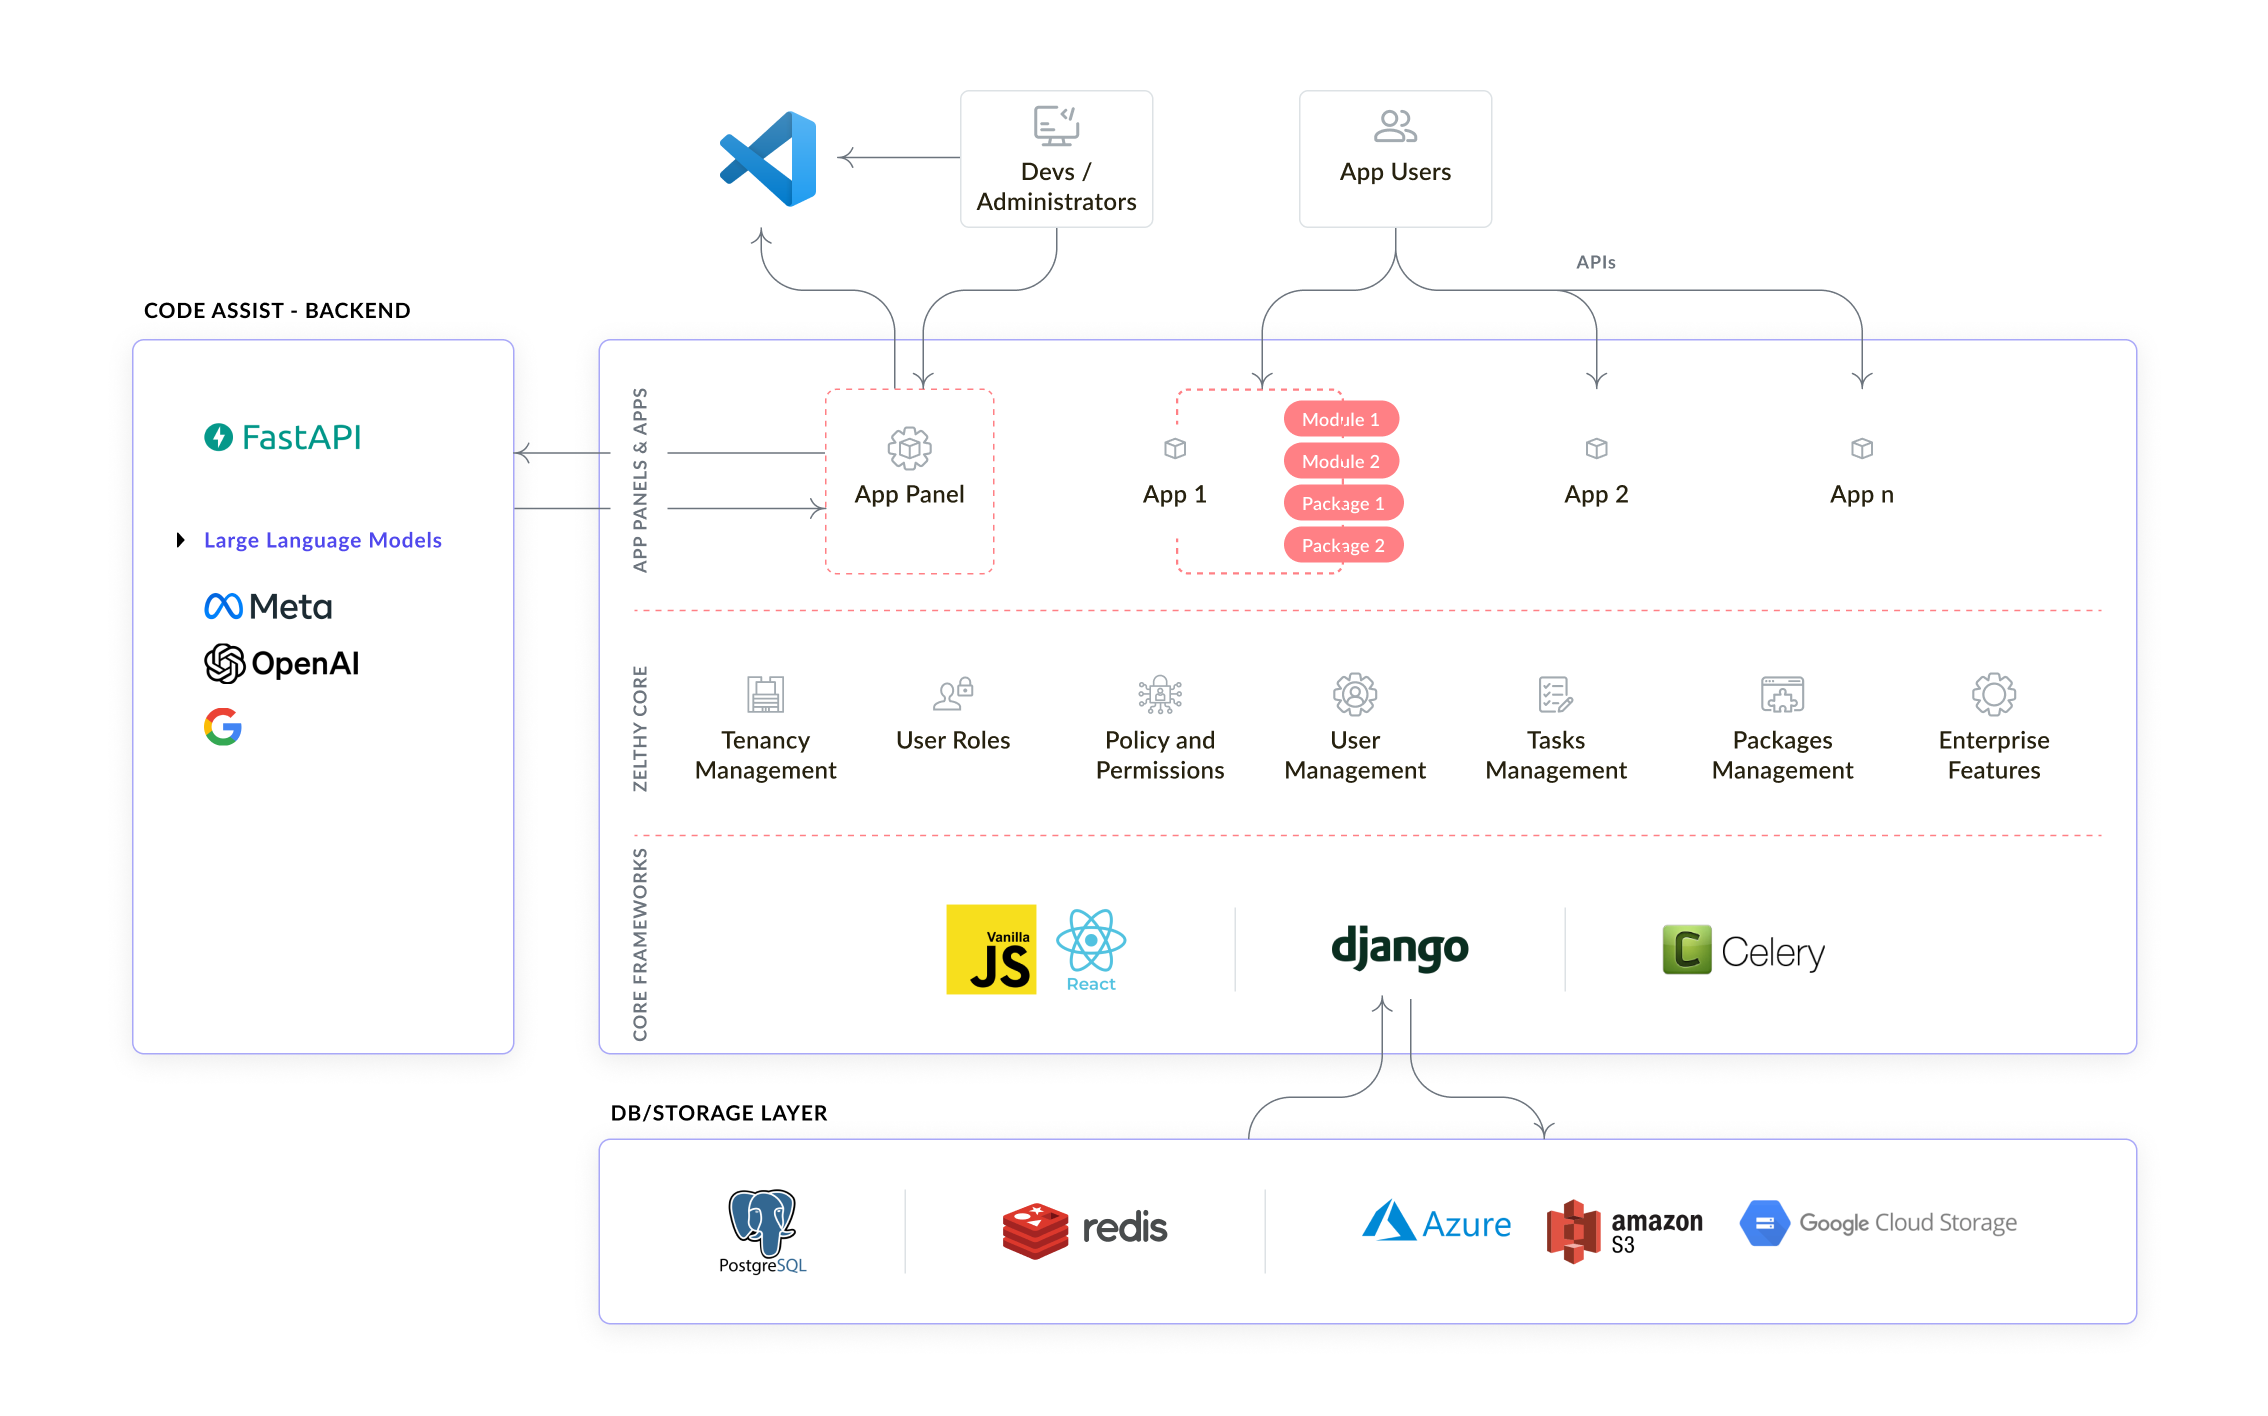 Devs /
Administrators
App Users
APIs
CODE ASSIST - BACKEND
FastAPI
Large Language Models
Meta
OpenAI
APP PANELS & APPS
App Panel
App 1
Module 1
Module 2
Package 1
Package 2
App 2
App n
ZELTHY CORE
Tenancy
Management
User Roles
Policy and
Permissions
User
Management
Tasks
Management
Packages
Management
Enterprise
Features
CORE FRAMEWORKS
Vanilla
JS
React
django
C Celery
DB/STORAGE LAYER
PostgreSQL
redis
Azure
amazon
S3
Google Cloud Storage